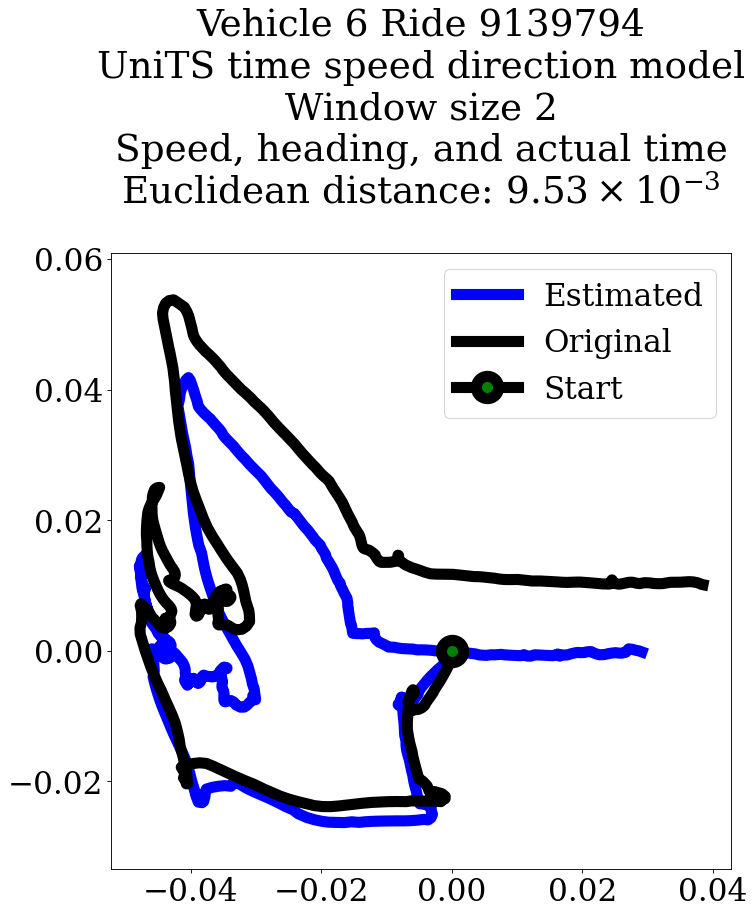 Vehicle 6 Ride 9139794
UniTS time speed direction model
Window size 2
Speed, heading, and actual time
Euclidean distance: 9.53 × 10⁻³
Estimated
Original
Start
0.06
0.04
0.02
0.00
−0.02
−0.04 −0.02 0.00 0.02 0.04